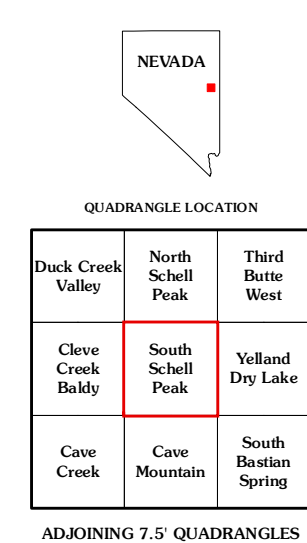 NEVADA
QUADRANGLE LOCATION
Duck Creek
Valley
North
Schell
Peak
Third
Butte
West
Cleve
Creek
Baldy
South
Schell
Peak
Yelland
Dry Lake
Cave
Creek
Cave
Mountain
South
Bastian
Spring
ADJOINING 7.5' QUADRANGLES